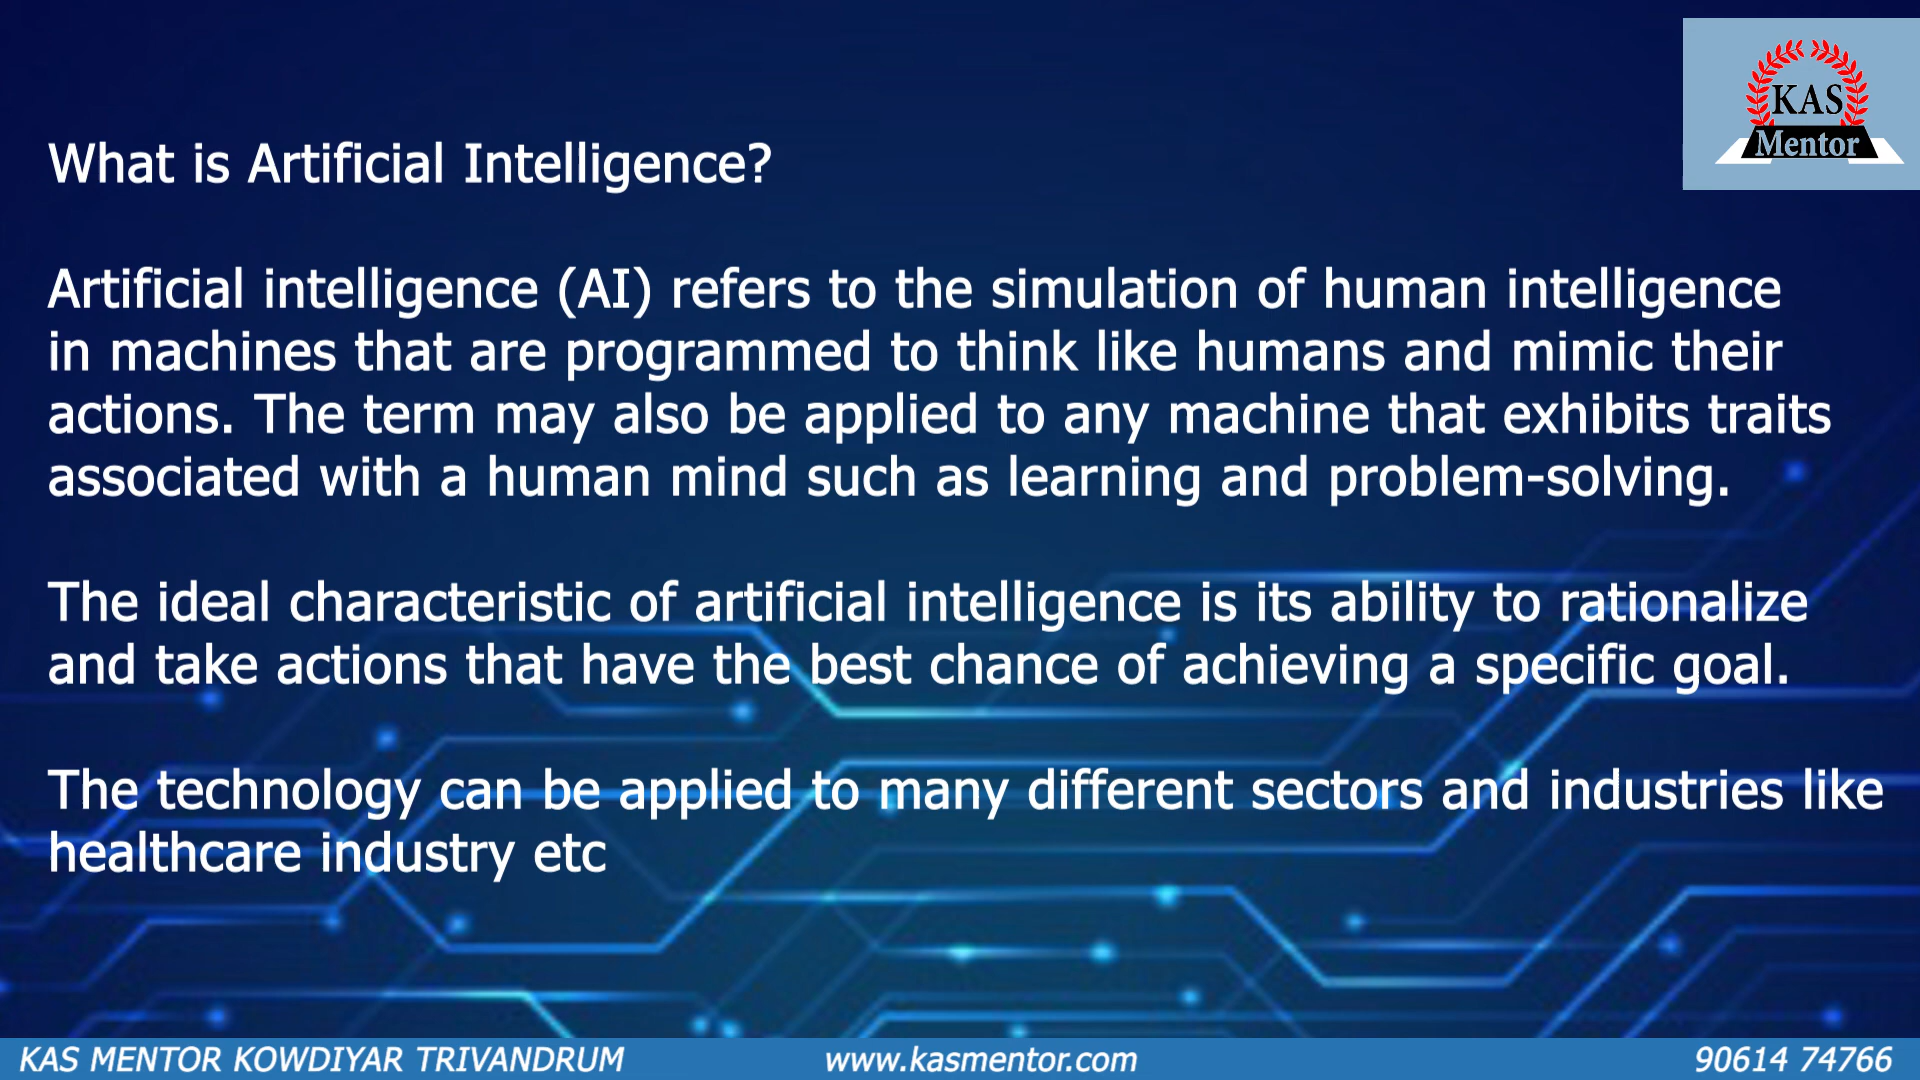 KAS
Mentor
What is Artificial Intelligence?
Artificial intelligence (AI) refers to the simulation of human intelligence
in machines that are programmed to think like humans and mimic their
actions. The term may also be applied to any machine that exhibits traits
associated with a human mind such as learning and problem-solving.
The ideal characteristic of artificial intelligence is its ability to rationalize
and take actions that have the best chance of achieving a specific goal.
The technology can be applied to many different sectors and industries like
healthcare industry etc
KAS MENTOR KOWDIYAR TRIVANDRUM www.kasmentor.com 90614 74766